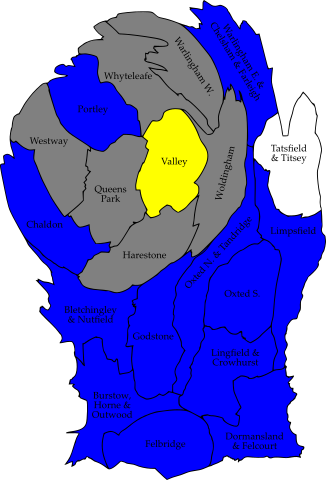 Warlingham E. &
Chelsham & Farleigh
Warlingham W.
Whyteleafe
Portley
Westway
Valley
Tatsfield
& Titsey
Woldingham
Queens
Park
Chaldon
Limpsfield
Harestone
Oxted N. & Tandridge
Oxted S.
Bletchingley
& Nutfield
Godstone
Lingfield &
Crowhurst
Burstow,
Horne &
Outwood
Felbridge
Dormansland
& Felcourt